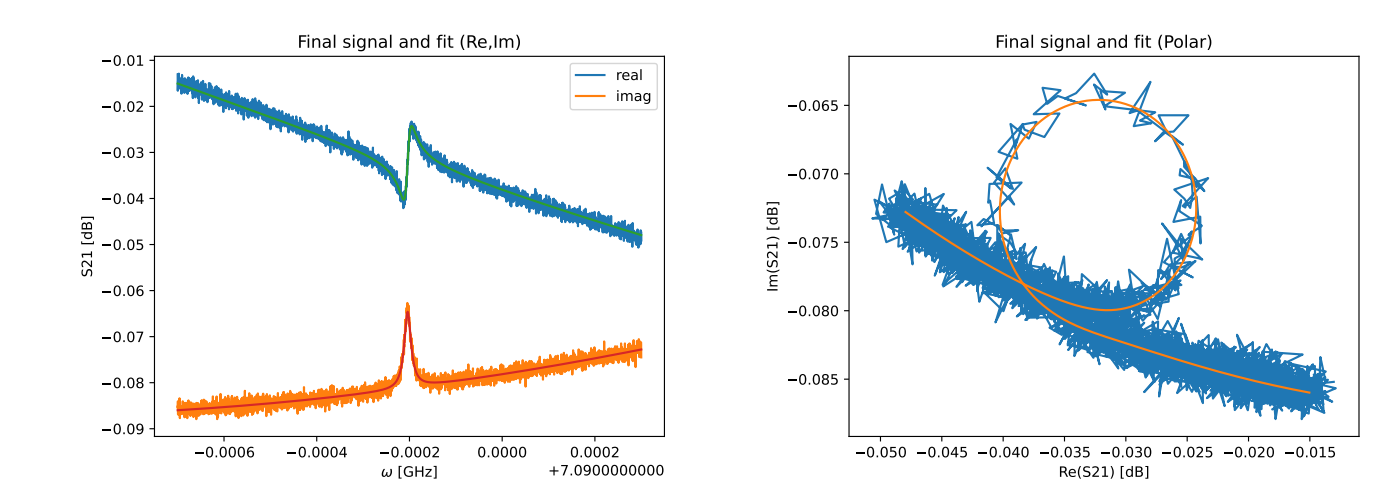 Final signal and fit (Re,Im)
S21 [dB]
−0.01
−0.02
−0.03
−0.04
−0.05
−0.06
−0.07
−0.08
−0.09
real
imag
−0.0006 −0.0004 −0.0002 0.0000 0.0002
ω [GHz]
+7.0900000000
Final signal and fit (Polar)
Im(S21) [dB]
−0.065
−0.070
−0.075
−0.080
−0.085
−0.050 −0.045 −0.040 −0.035 −0.030 −0.025 −0.020 −0.015
Re(S21) [dB]